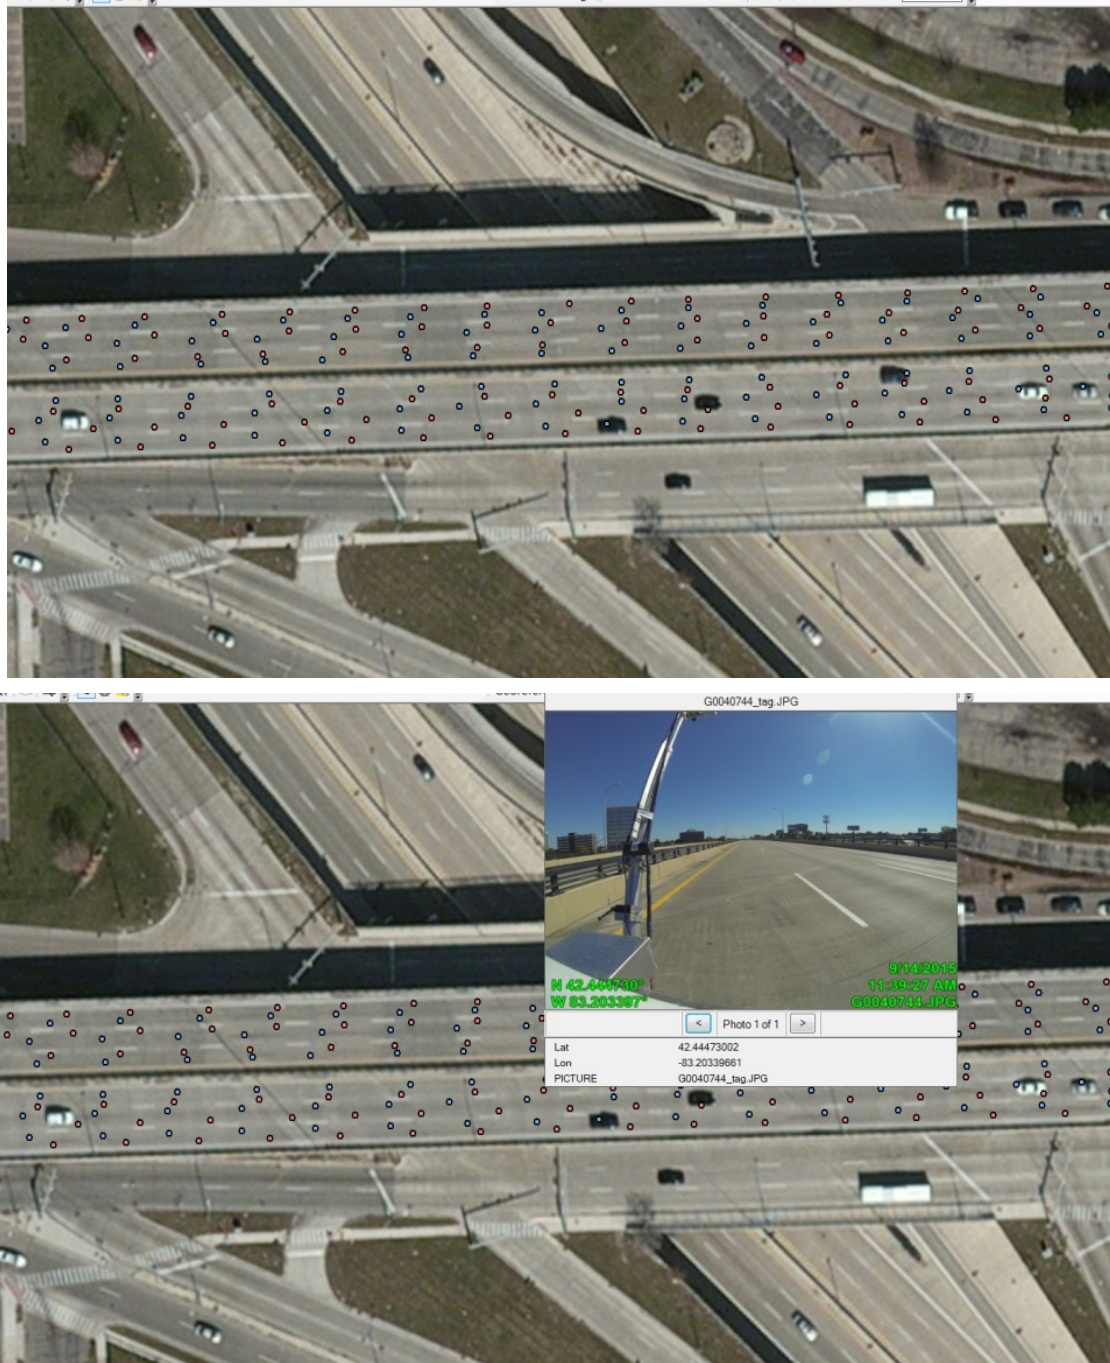 G0040744_tag.JPG
N 42.444730°
W 83.203397°
9/14/2015
11:39:27 AM
G0040744.JPG
<
Photo 1 of 1
>
Lat 42.44473002
Lon -83.20339661
PICTURE G0040744_tag.JPG